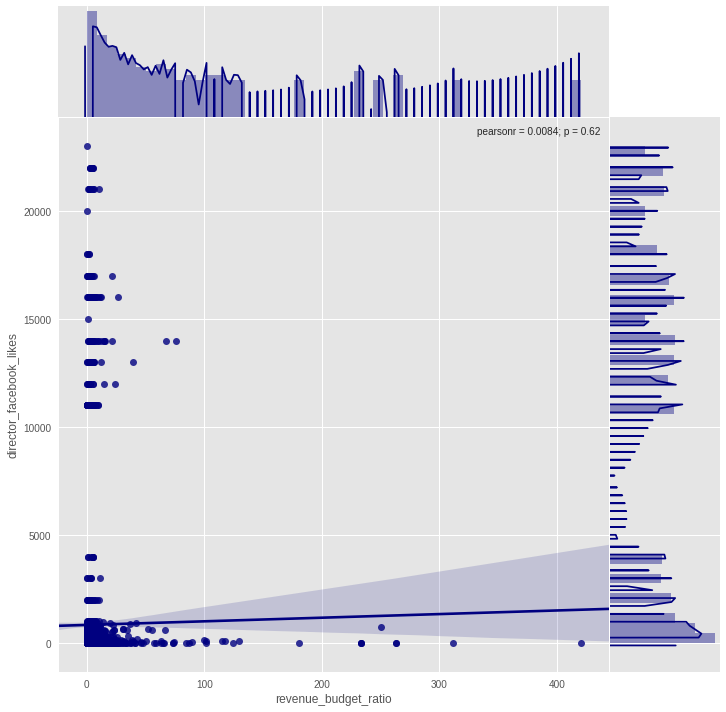 pearsonr = 0.0084; p = 0.62
20000
15000
10000
5000
0
director_facebook_likes
0 100 200 300 400
revenue_budget_ratio